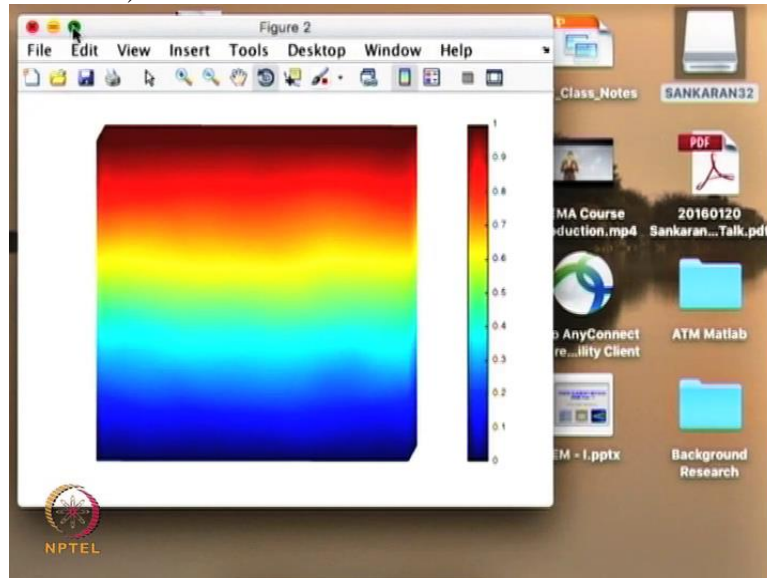 Figure 2
File Edit View Insert Tools Desktop Window Help
1
0.9
0.8
0.7
0.6
0.5
0.4
0.3
0.2
0.1
0
_Class_Notes
SANKARAN32
PDF
EMA Course
duction.mp4
20160120
Sankaran...Talk.pdf
AnyConnect
re...ility Client
ATM Matlab
EM - I.pptx
Background
Research
NPTEL